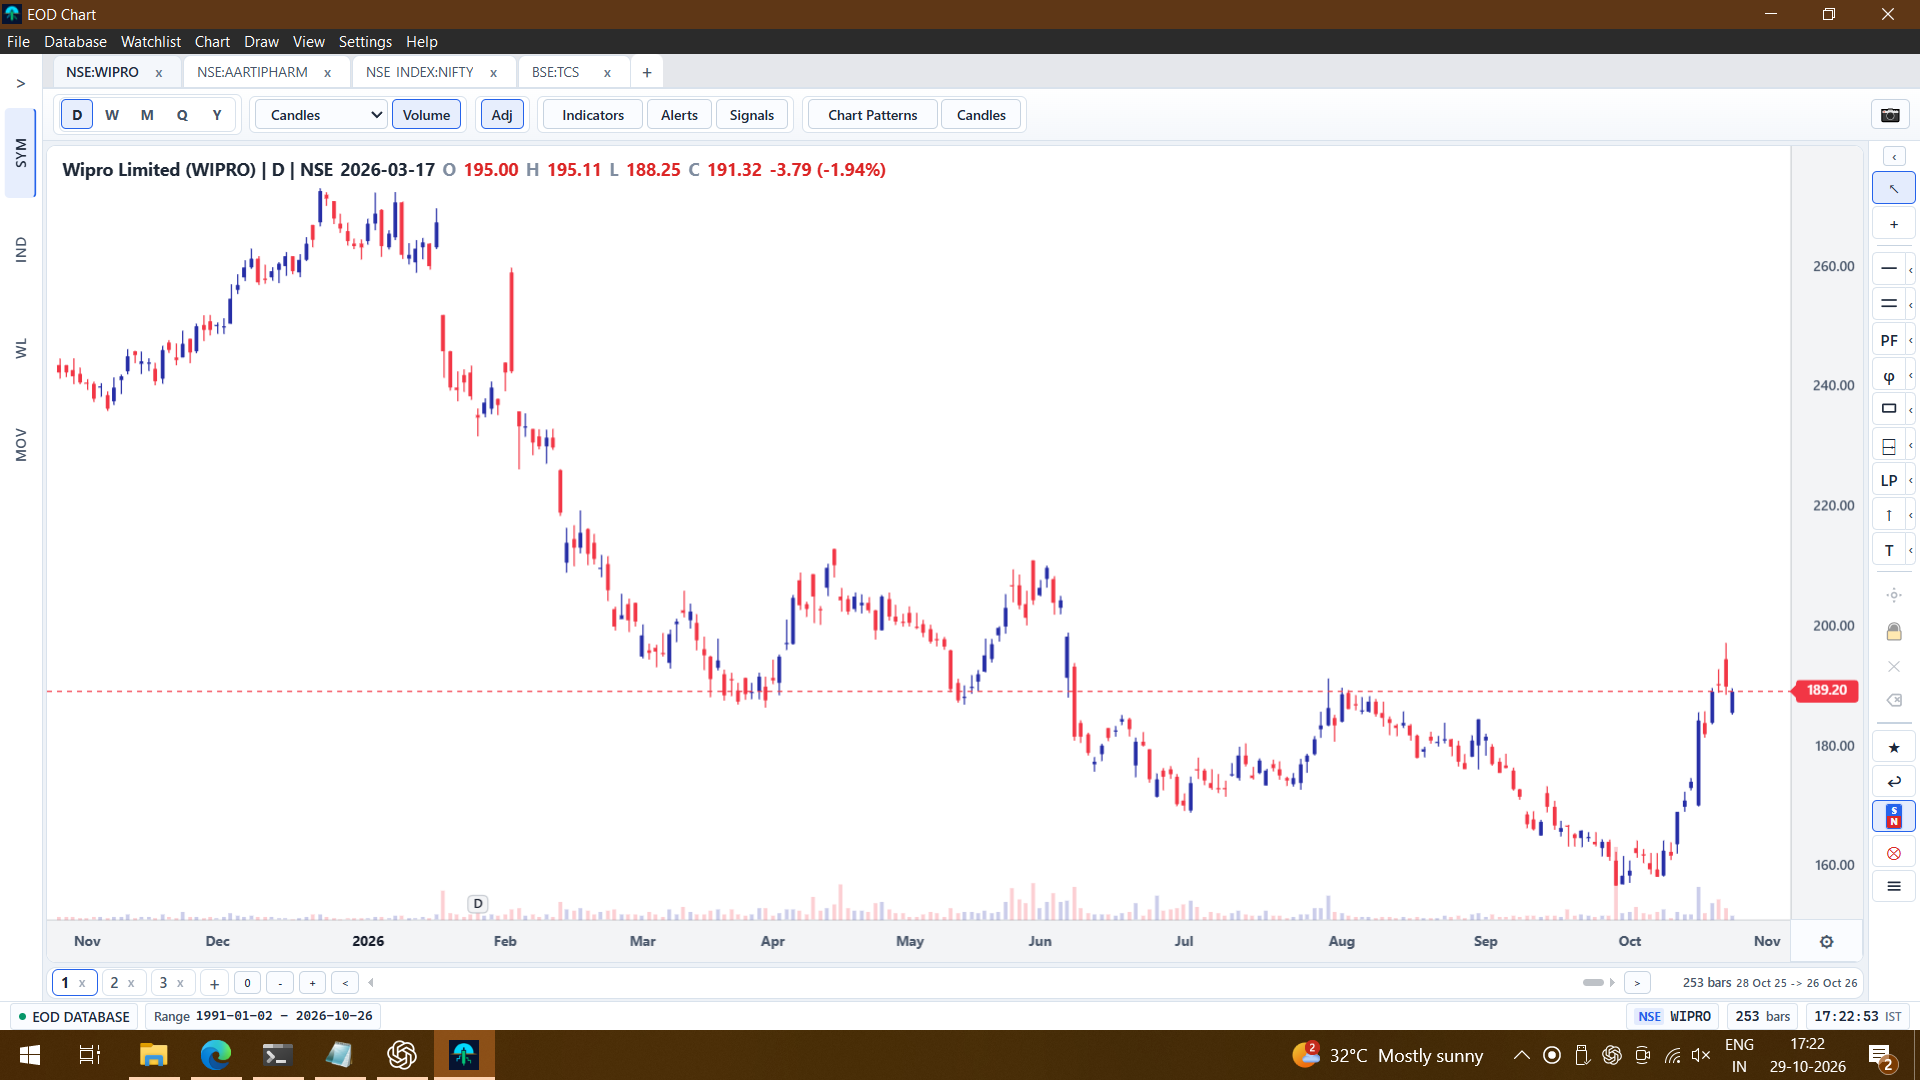 EOD Chart
File Database Watchlist Chart Draw View Settings Help
NSE:WIPRO x NSE:AARTIPHARM x NSE INDEX:NIFTY x BSE:TCS x +
D W M Q Y Candles Volume Adj Indicators Alerts Signals Chart Patterns Candles
SYM
IND
WL
MOV
Wipro Limited (WIPRO) | D | NSE 2026-03-17 O 195.00 H 195.11 L 188.25 C 191.32 -3.79 (-1.94%)
260.00
240.00
220.00
200.00
189.20
180.00
160.00
PF
φ
LP
T
S
N
D
Nov Dec 2026 Feb Mar Apr May Jun Jul Aug Sep Oct Nov
1 x 2 x 3 x + 0 - + < > 253 bars 28 Oct 25 -> 26 Oct 26
EOD DATABASE Range 1991-01-02 - 2026-10-26 NSE WIPRO 253 bars 17:22:53 IST
2 32°C Mostly sunny ENG IN 17:22 29-10-2026 2